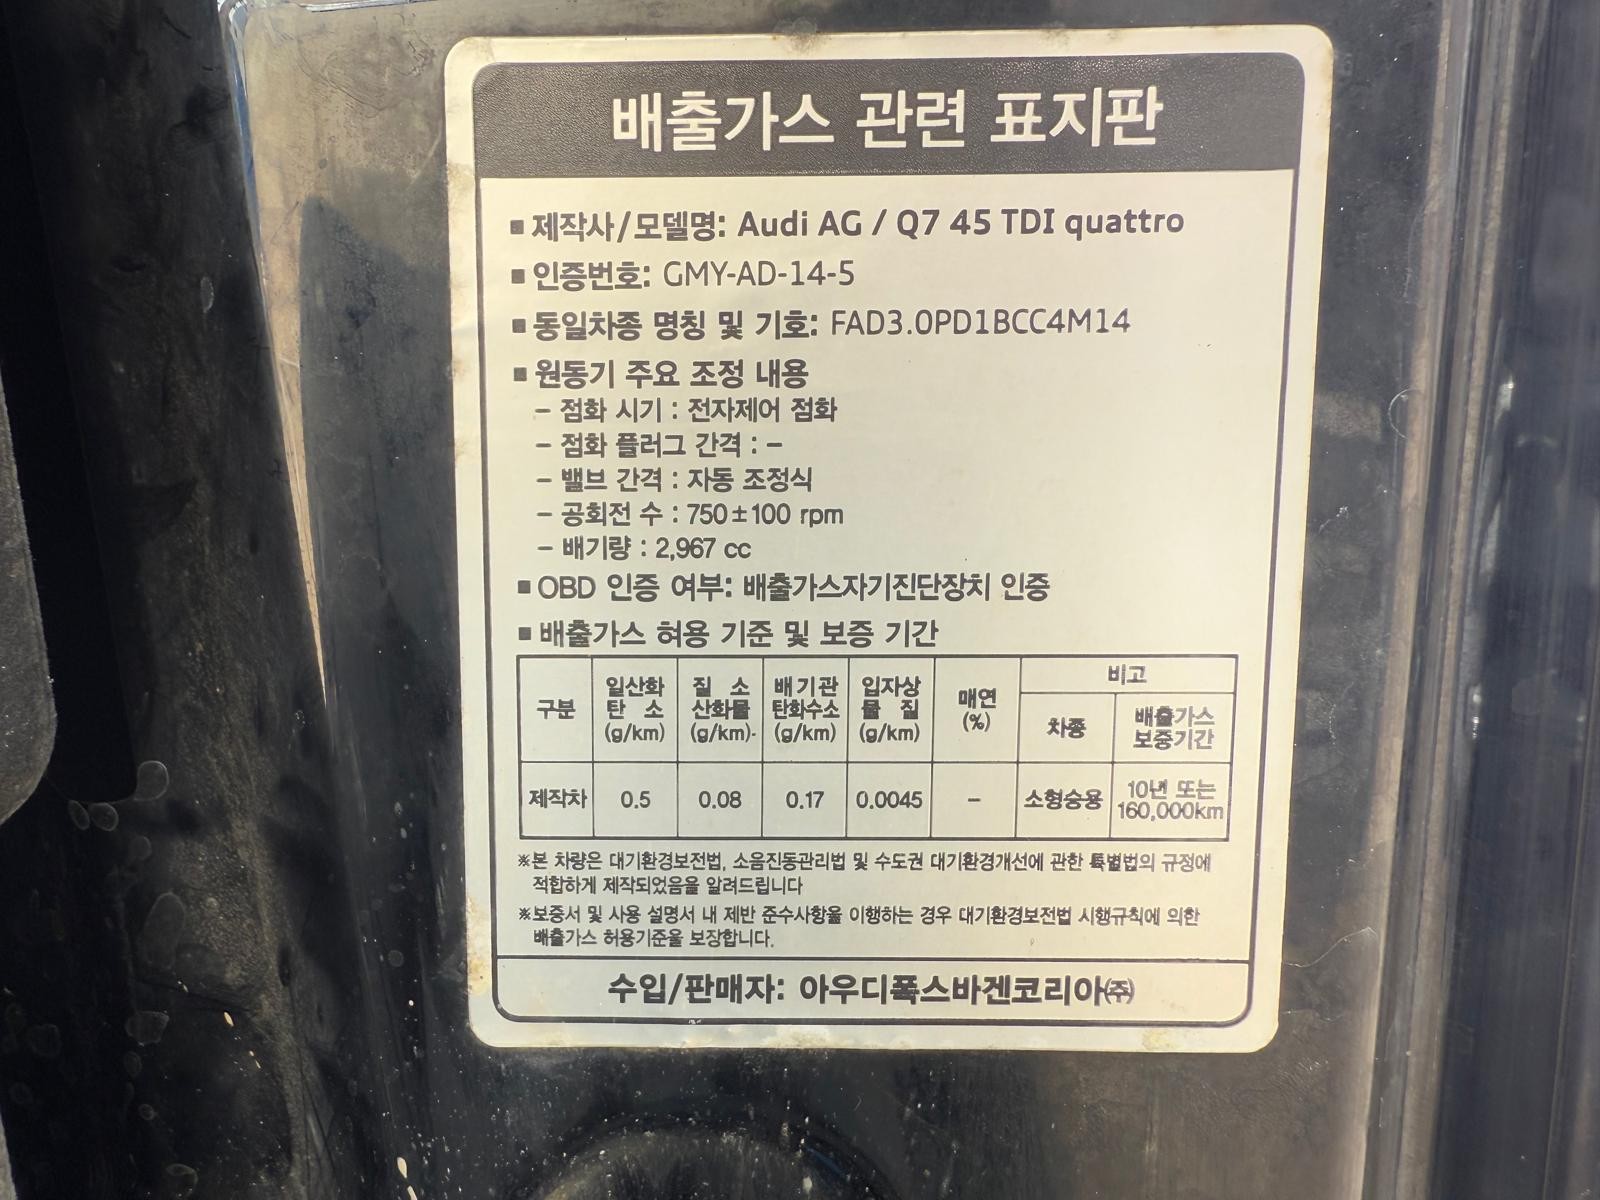 배출가스 관련 표지판
■ 제작사/모델명: Audi AG / Q7 45 TDI quattro
■ 인증번호: GMY-AD-14-5
■ 동일차종 명칭 및 기호: FAD3.0PD1BCC4M14
■ 원동기 주요 조정 내용
– 점화 시기 : 전자제어 점화
– 점화 플러그 간격 : –
– 밸브 간격 : 자동 조정식
– 공회전 수 : 750±100 rpm
– 배기량 : 2,967 cc
■ OBD 인증 여부: 배출가스자기진단장치 인증
■ 배출가스 허용 기준 및 보증 기간
구분 일산화 탄 소 (g/km) 질 소 산화물 (g/km) 배기관 탄화수소 (g/km) 입자상 물 질 (g/km) 매연 (%) 비고
차종 배출가스 보증기간
제작차 0.5 0.08 0.17 0.0045 – 소형승용 10년 또는 160,000km
※본 차량은 대기환경보전법, 소음진동관리법 및 수도권 대기환경개선에 관한 특별법의 규정에
적합하게 제작되었음을 알려드립니다
※보증서 및 사용 설명서 내 제반 준수사항을 이행하는 경우 대기환경보전법 시행규칙에 의한
배출가스 허용기준을 보장합니다.
수입/판매자: 아우디폭스바겐코리아㈜